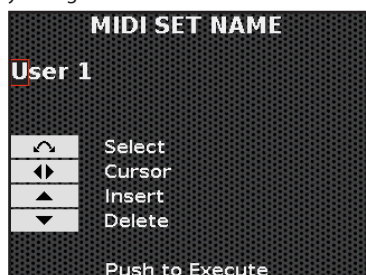 MIDI SET NAME
User 1
Select
Cursor
Insert
Delete
Push to Execute